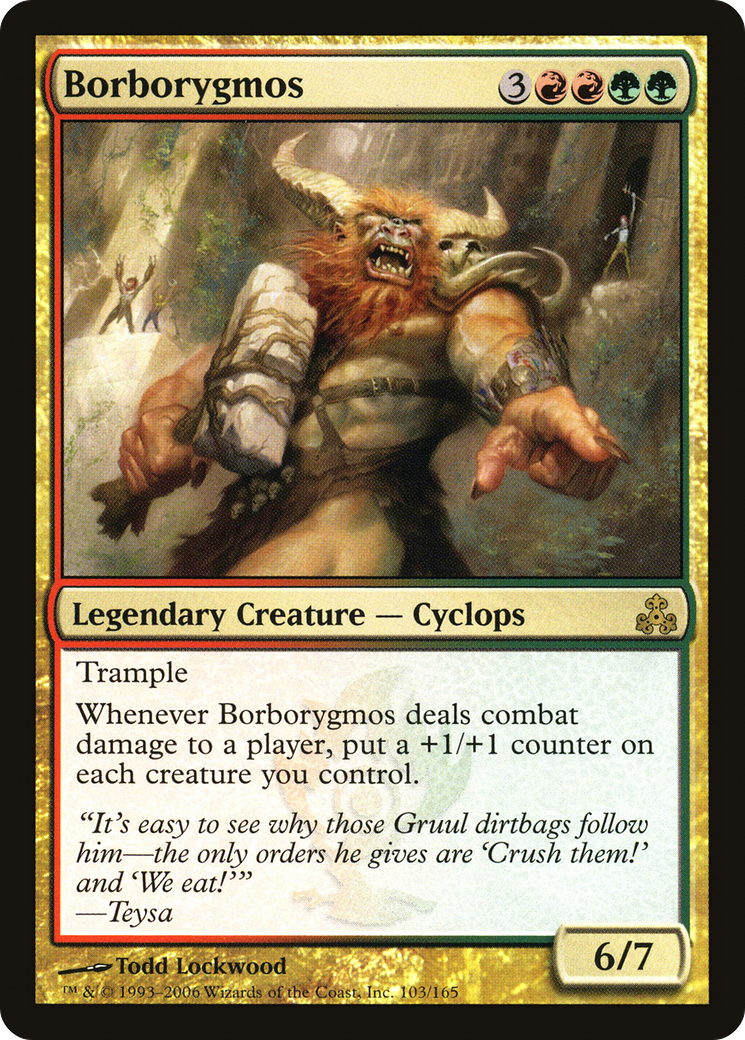 Borborygmos 3
Legendary Creature — Cyclops
Trample
Whenever Borborygmos deals combat
damage to a player, put a +1/+1 counter on
each creature you control.
“It’s easy to see why those Gruul dirtbags follow
him—the only orders he gives are ‘Crush them!’
and ‘We eat!’”
—Teysa
6/7
Todd Lockwood
™ & © 1993–2006 Wizards of the Coast, Inc. 103/165